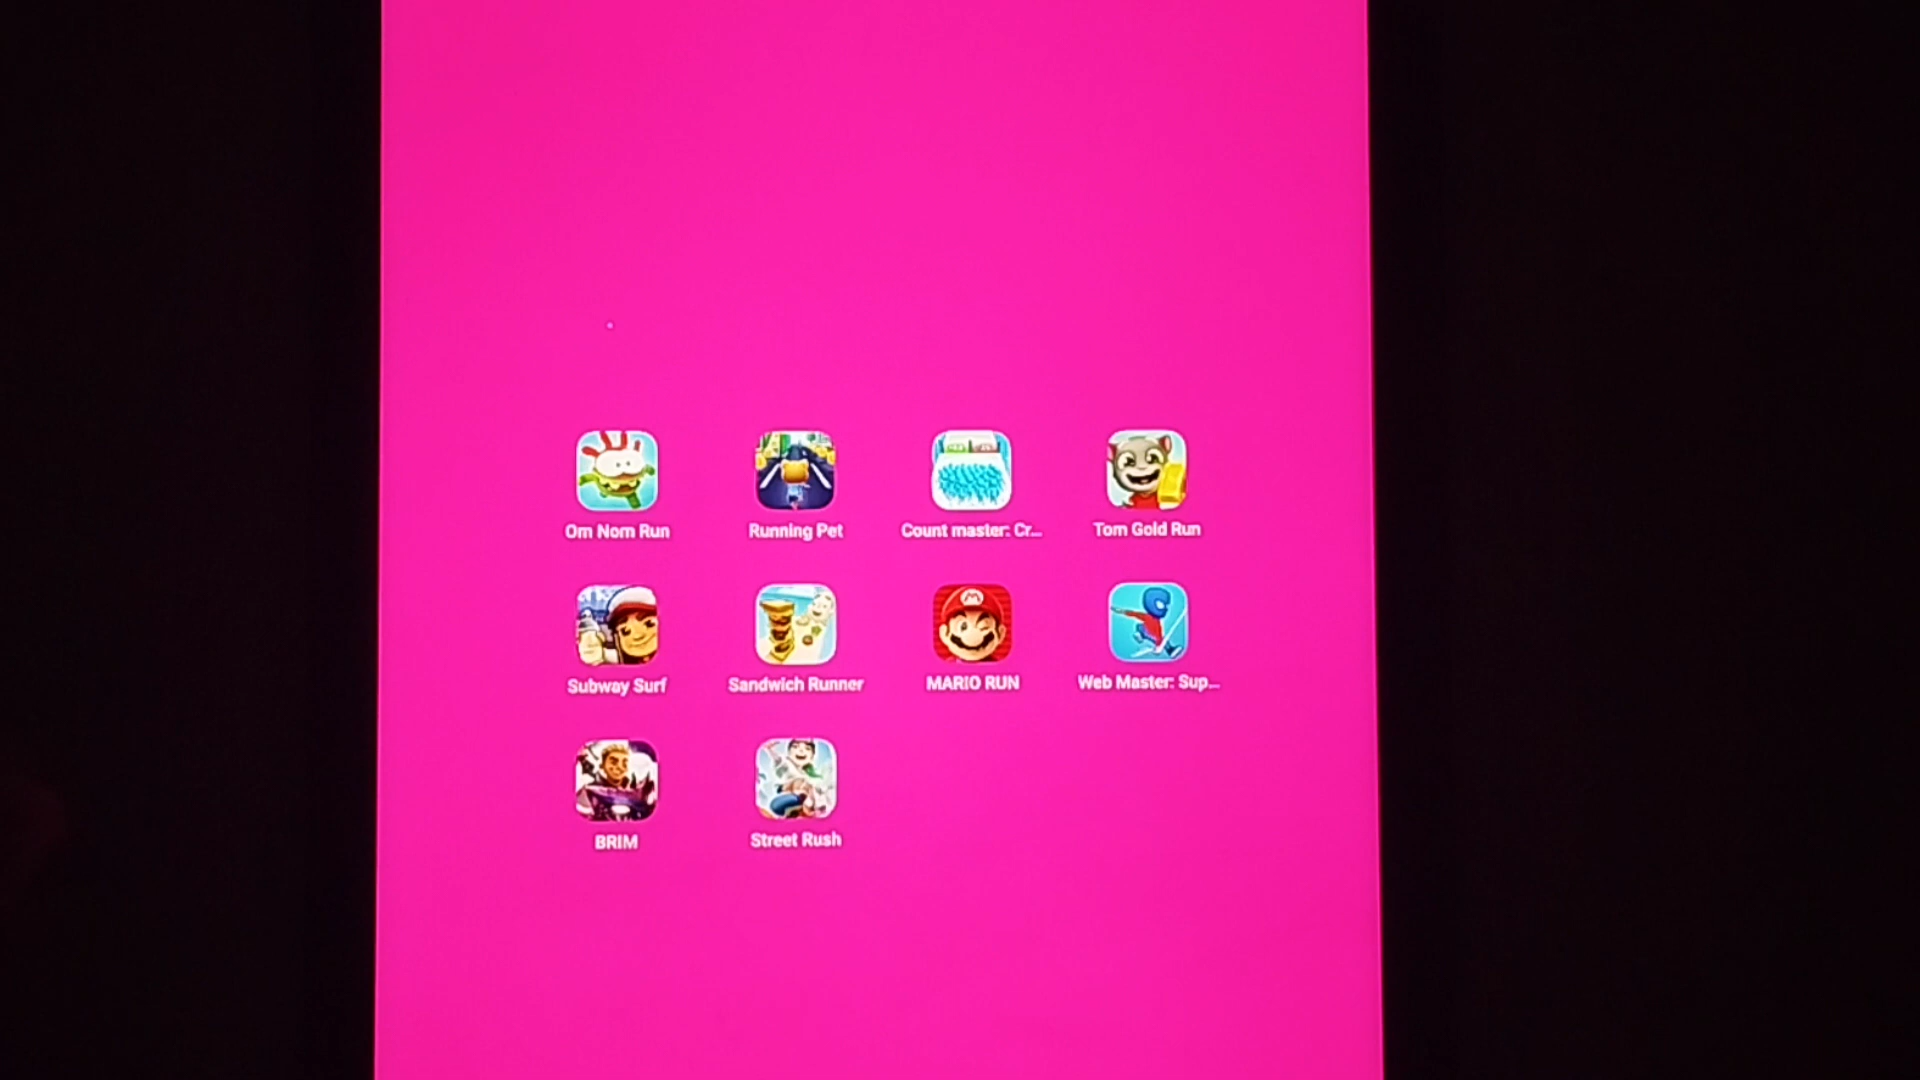 Om Nom Run
Running Pet
Count master: Cr...
Tom Gold Run
Subway Surf
Sandwich Runner
MARIO RUN
Web Master: Sup...
BRIM
Street Rush